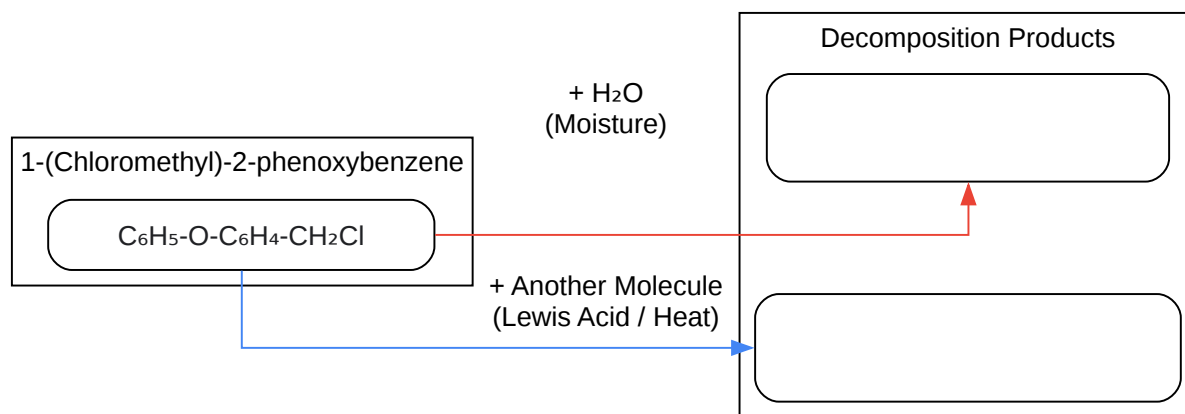 Decomposition Products
+ H₂O
(Moisture)
1-(Chloromethyl)-2-phenoxybenzene
C₆H₅-O-C₆H₄-CH₂Cl
+ Another Molecule
(Lewis Acid / Heat)